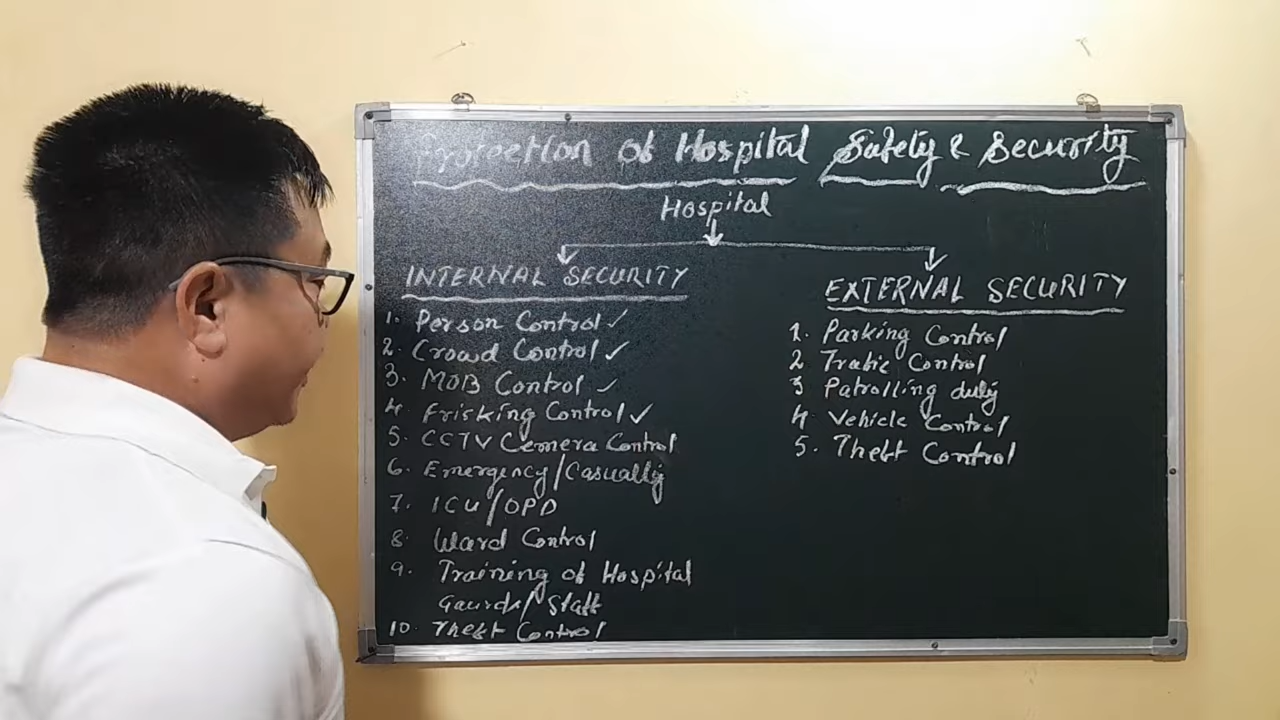 Protection of Hospital Safety & Security
Hospital
INTERNAL SECURITY
1. Person Control ✓
2. Crowd Control ✓
3. MOB Control ✓
4. Frisking Control ✓
5. CCTV Cemera Control
6. Emergency/Casually
7. ICU/OPD
8. Ward Control
9. Training of Hospital
Gaurds/Staff
10. Theft Control
EXTERNAL SECURITY
1. Parking Control
2 Trafic Control
3 Patrolling duty
4. Vehicle Control
5. Theft Control